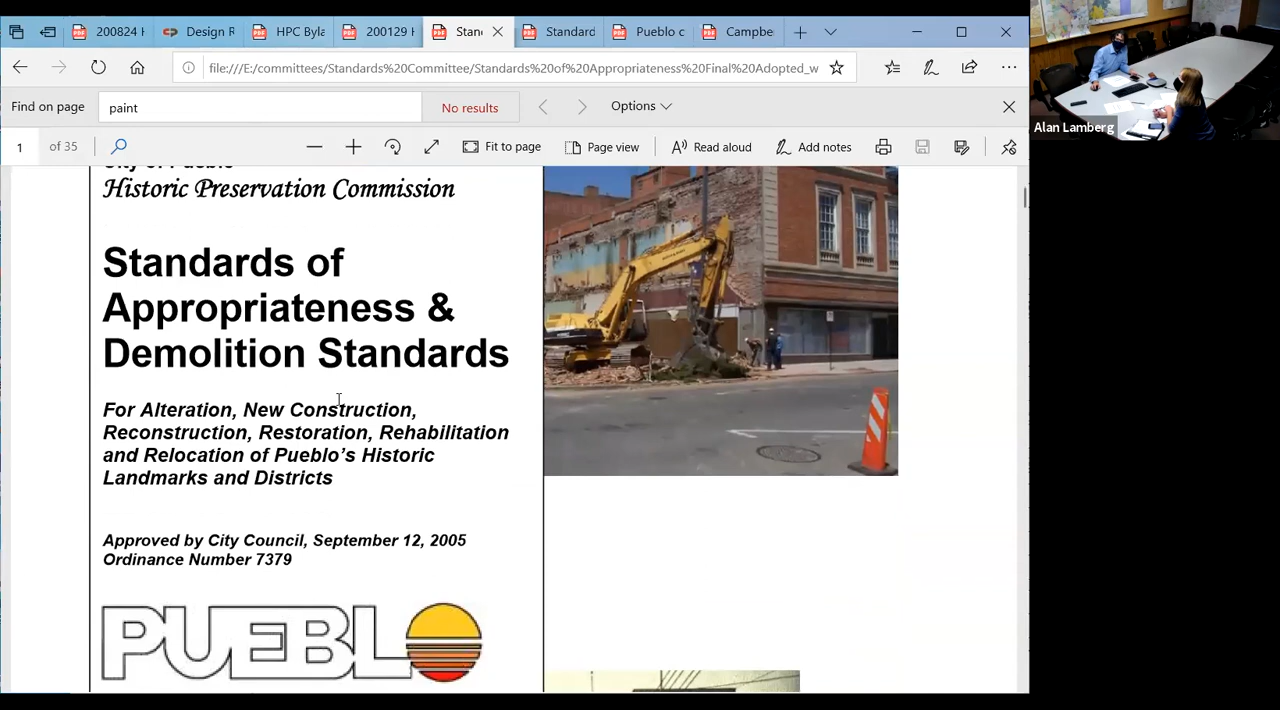 200824 H
Design R
HPC Byla
200129 H
Stan
Standard
Pueblo c
Campbe
file:///E:/committees/Standards%20Committee/Standards%20of%20Appropriateness%20Final%20Adopted_w
Find on page
paint
No results
Options
1
of 35
Fit to page
Page view
Read aloud
Add notes
Alan Lamberg
City of Pueblo
Historic Preservation Commission
Standards of
Appropriateness &
Demolition Standards
For Alteration, New Construction,
Reconstruction, Restoration, Rehabilitation
and Relocation of Pueblo's Historic
Landmarks and Districts
Approved by City Council, September 12, 2005
Ordinance Number 7379
PUEBLO